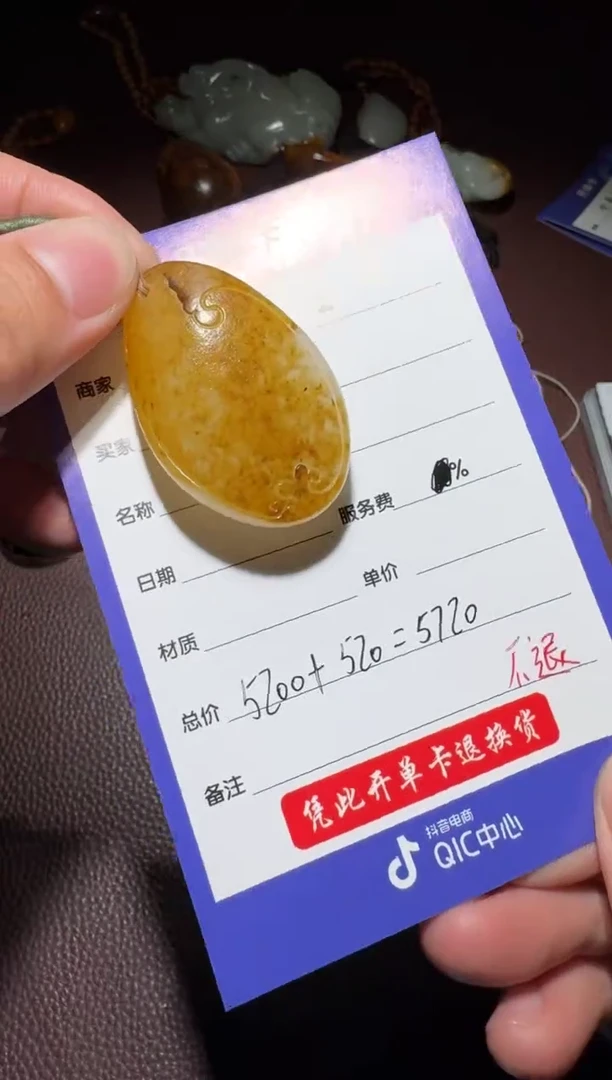 商家
买家
名称
服务费 %
日期
单价
材质
总价 5200+520=5720
不退
备注
凭此开单卡退换货
抖音电商
QIC中心